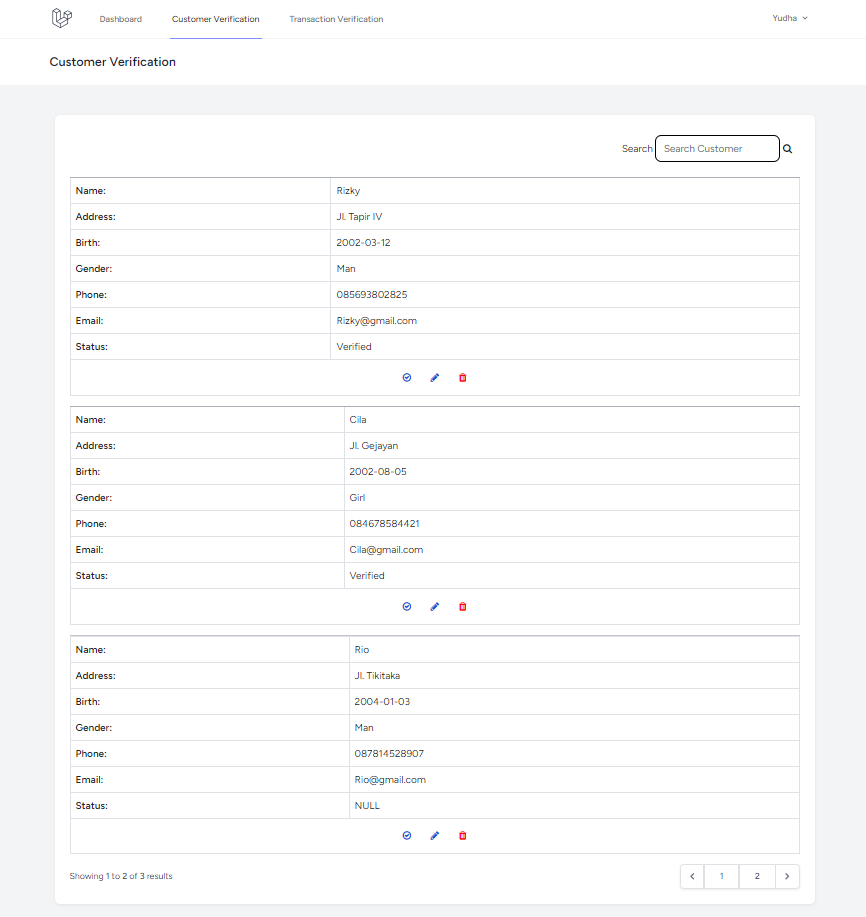 Dashboard Customer Verification Transaction Verification Yudha
Customer Verification
Search Search Customer
Name: Rizky
Address: Jl. Tapir IV
Birth: 2002-03-12
Gender: Man
Phone: 085693802825
Email: Rizky@gmail.com
Status: Verified
Name: Cila
Address: Jl. Gejayan
Birth: 2002-08-05
Gender: Girl
Phone: 084678584421
Email: Cila@gmail.com
Status: Verified
Name: Rio
Address: Jl. Tikitaka
Birth: 2004-01-03
Gender: Man
Phone: 087814528907
Email: Rio@gmail.com
Status: NULL
Showing 1 to 2 of 3 results 1 2